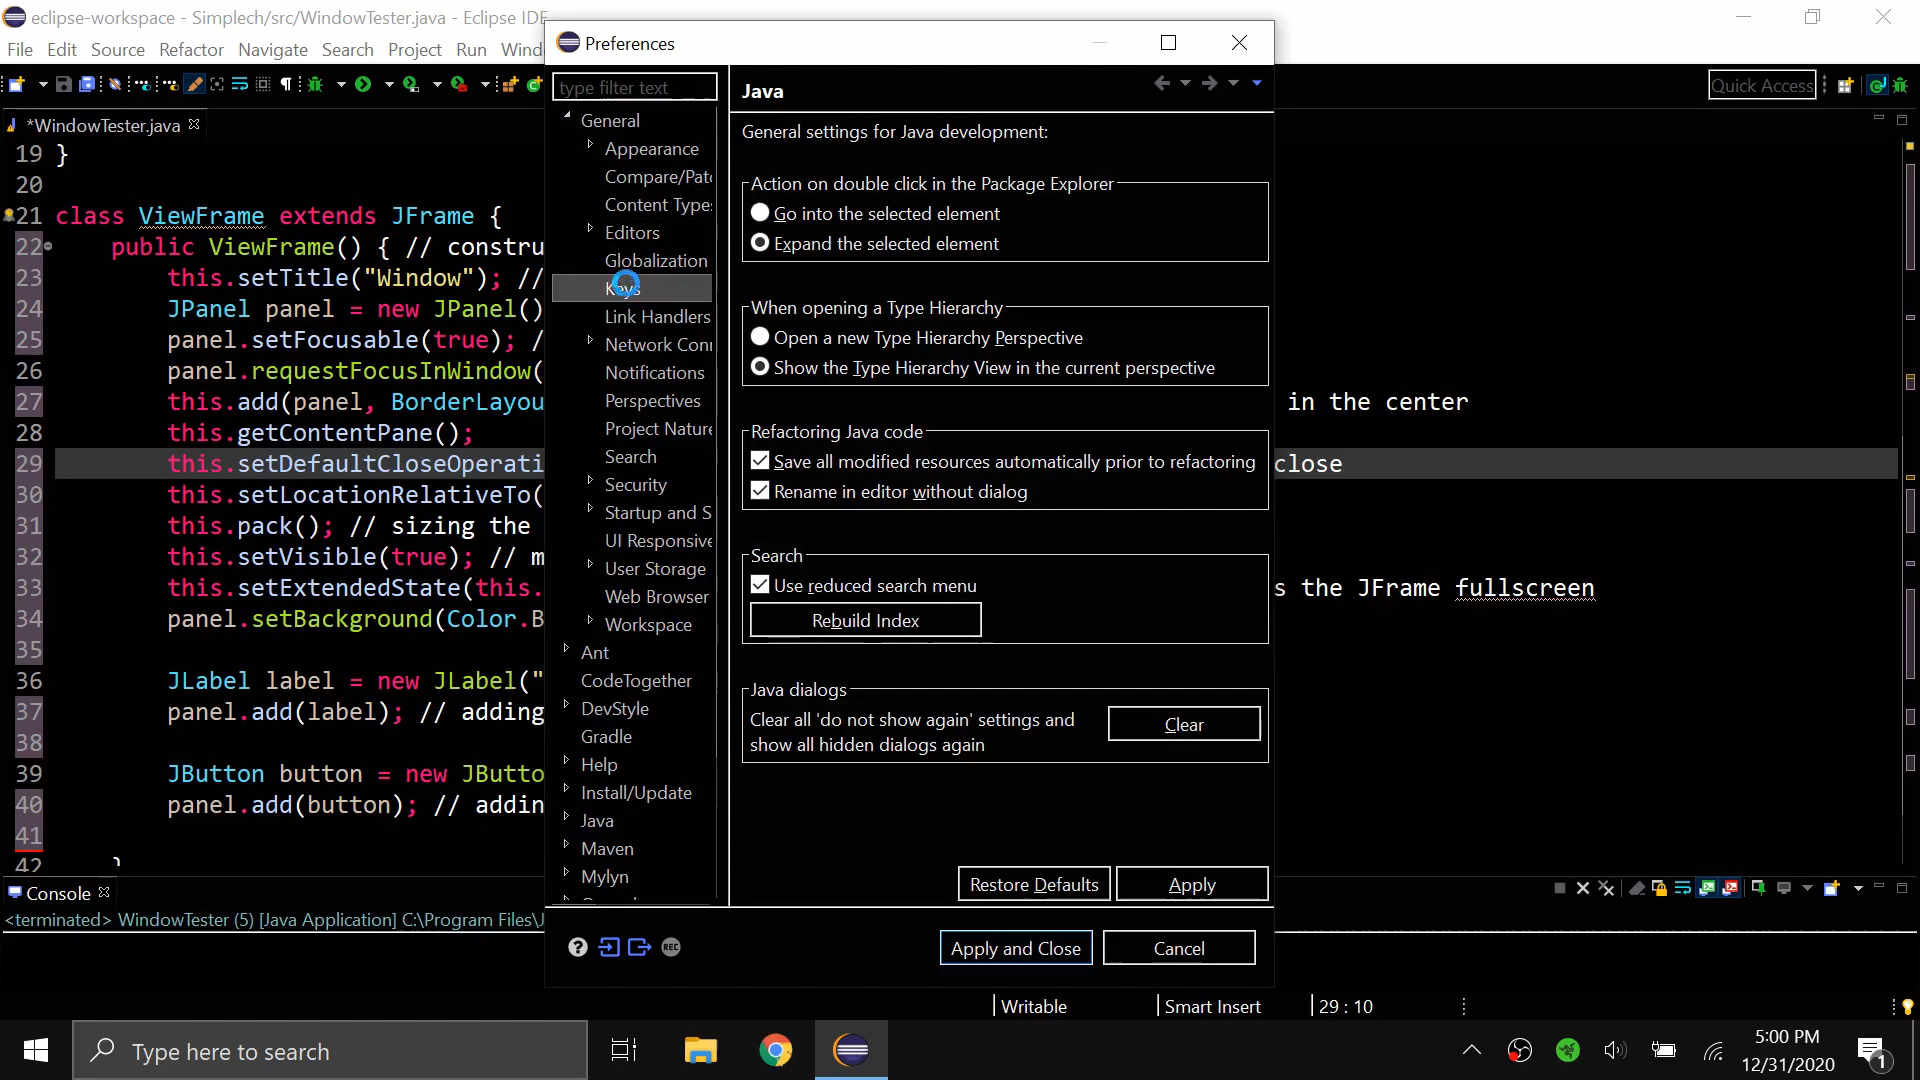 eclipse-workspace - Simplech/src/WindowTester.java - Eclipse IDE
File Edit Source Refactor Navigate Search Project Run Wind
Quick Access
*WindowTester.java
19 }
20
21 class ViewFrame extends JFrame {
22 public ViewFrame() { // constru
23 this.setTitle("Window"); //
24 JPanel panel = new JPanel()
25 panel.setFocusable(true); /
26 panel.requestFocusInWindow(
27 this.add(panel, BorderLayou in the center
28 this.getContentPane();
29 this.setDefaultCloseOperati close
30 this.setLocationRelativeTo(
31 this.pack(); // sizing the
32 this.setVisible(true); // m
33 this.setExtendedState(this. s the JFrame fullscreen
34 panel.setBackground(Color.B
35
36 JLabel label = new JLabel("
37 panel.add(label); // adding
38
39 JButton button = new JButto
40 panel.add(button); // addin
41
42 }
Preferences
type filter text
General
Appearance
Compare/Patc
Content Types
Editors
Globalization
Keys
Link Handlers
Network Conn
Notifications
Perspectives
Project Nature
Search
Security
Startup and S
UI Responsive
User Storage
Web Browser
Workspace
Ant
CodeTogether
DevStyle
Gradle
Help
Install/Update
Java
Maven
Mylyn
Java
General settings for Java development:
Action on double click in the Package Explorer
Go into the selected element
Expand the selected element
When opening a Type Hierarchy
Open a new Type Hierarchy Perspective
Show the Type Hierarchy View in the current perspective
Refactoring Java code
Save all modified resources automatically prior to refactoring
Rename in editor without dialog
Search
Use reduced search menu
Rebuild Index
Java dialogs
Clear all 'do not show again' settings and
show all hidden dialogs again
Clear
Restore Defaults Apply
REC
Apply and Close Cancel
Console
<terminated> WindowTester (5) [Java Application] C:\Program Files\J
Writable Smart Insert 29 : 10
Type here to search
5:00 PM
12/31/2020
1